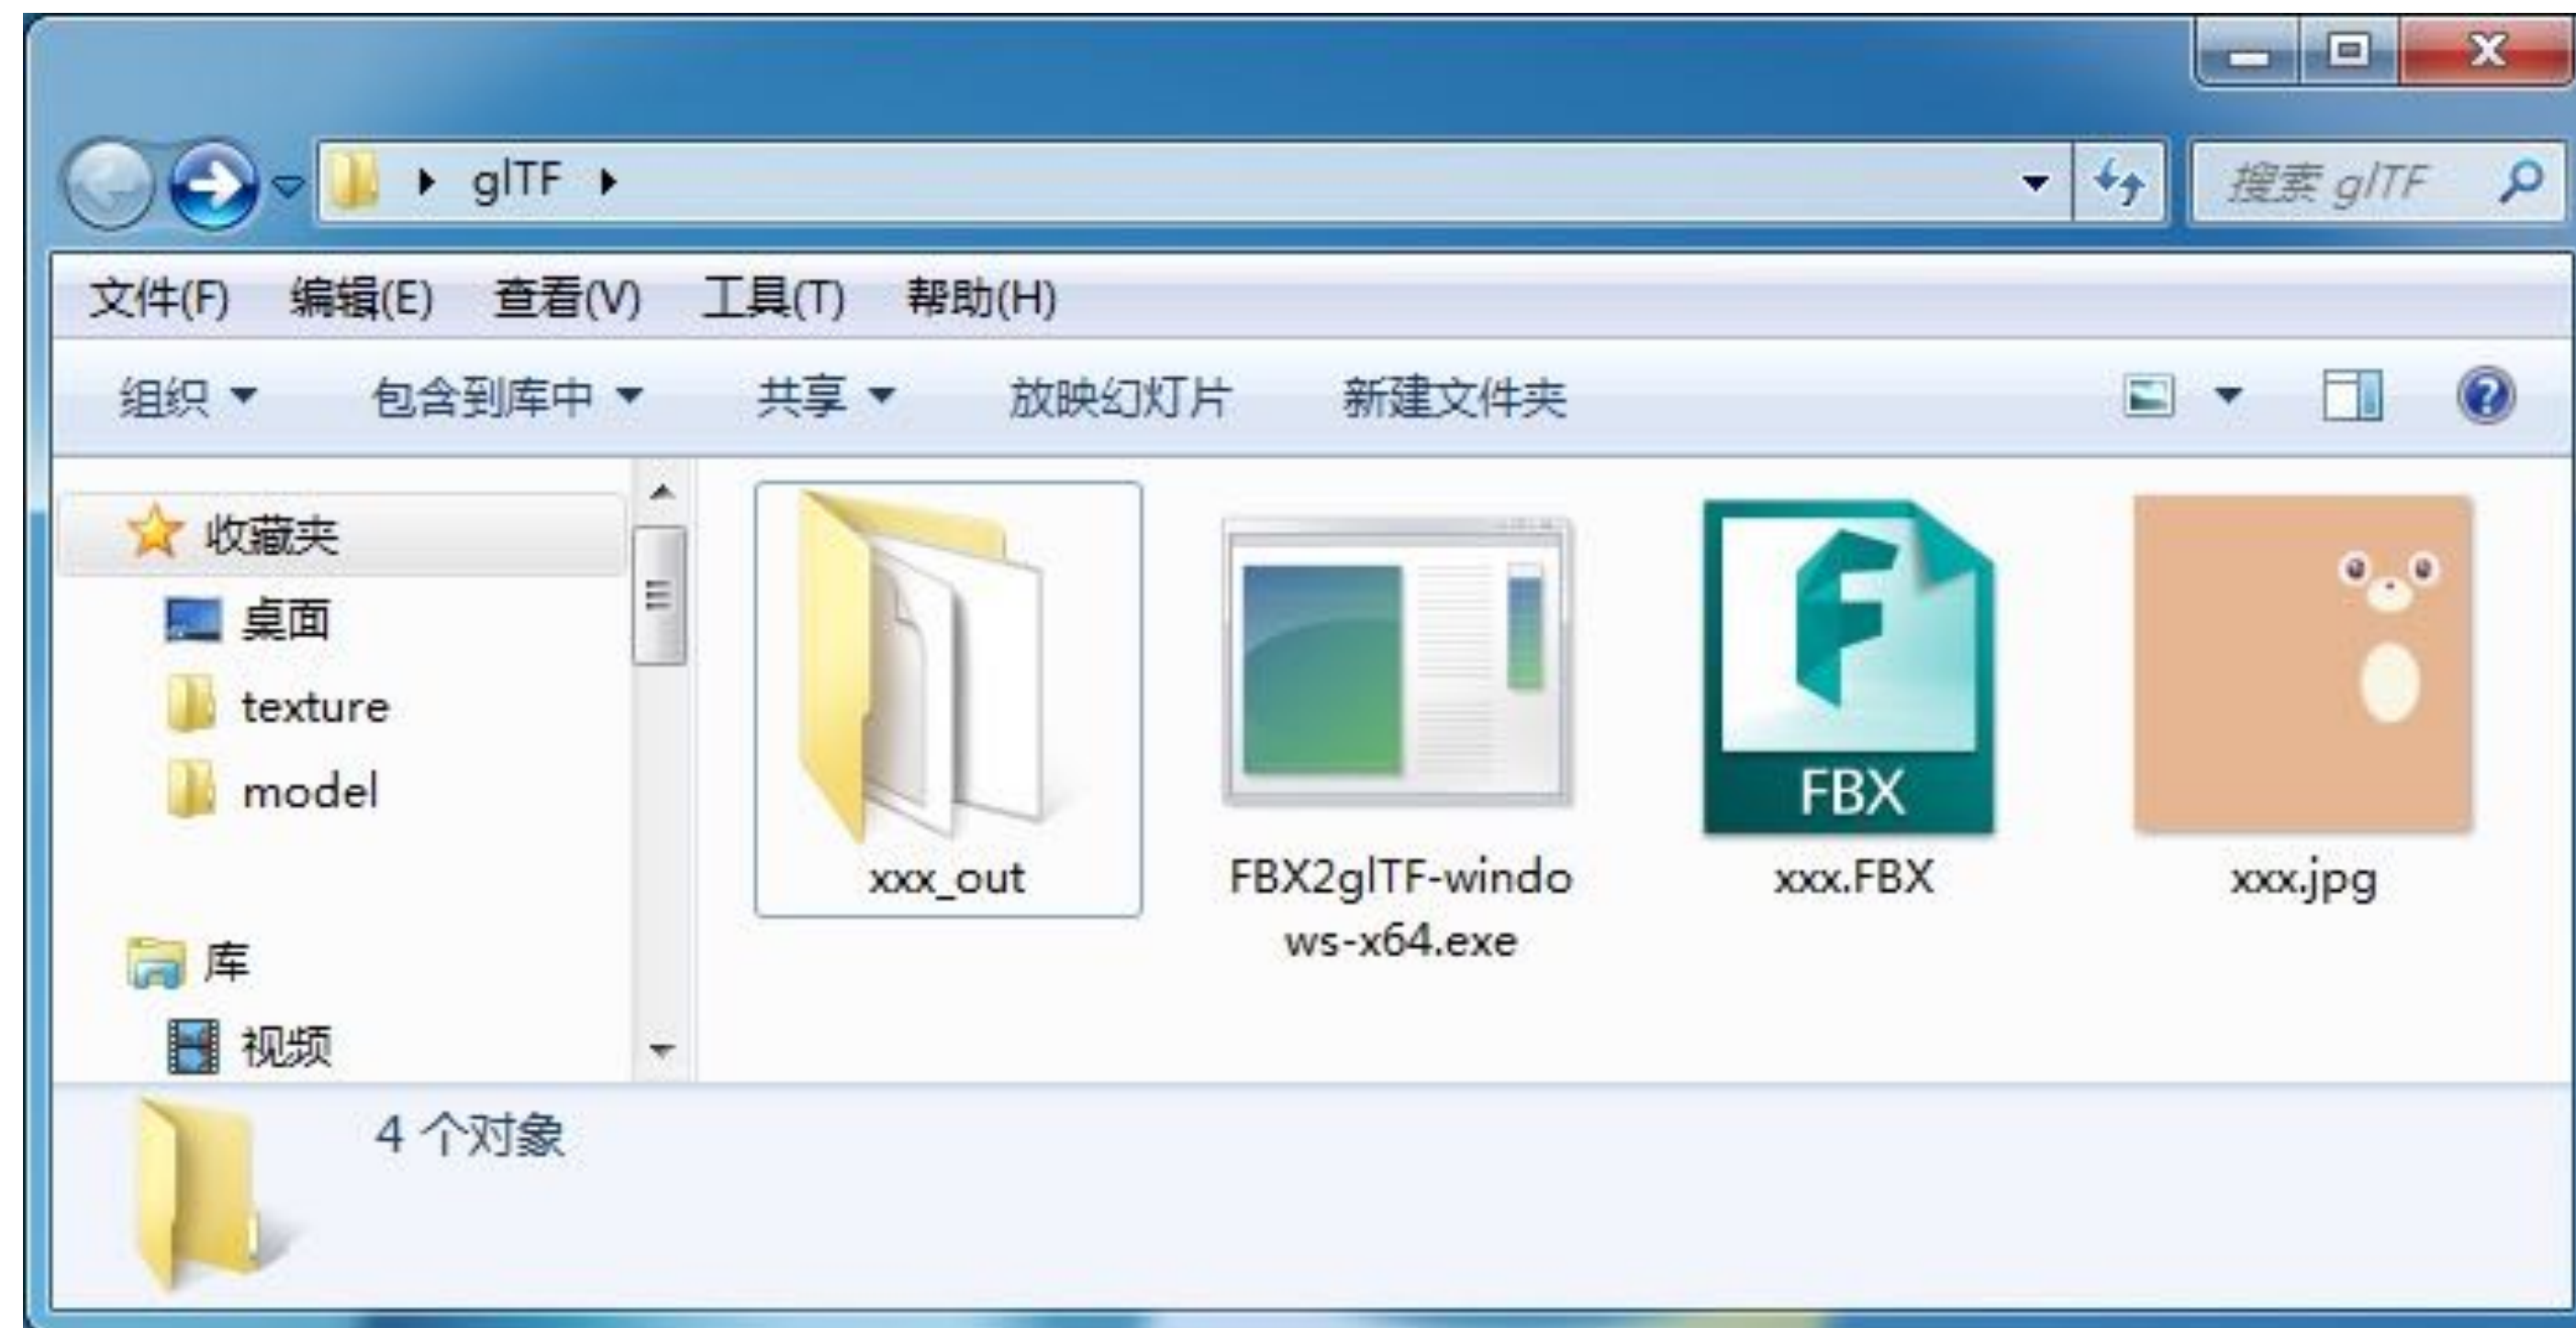 glTF
搜索 glTF
文件(F) 编辑(E) 查看(V) 工具(T) 帮助(H)
组织 包含到库中 共享 放映幻灯片 新建文件夹
收藏夹
桌面
texture
model
库
视频
FBX
xxx_out
FBX2glTF-windo
ws-x64.exe
xxx.FBX
xxx.jpg
4 个对象